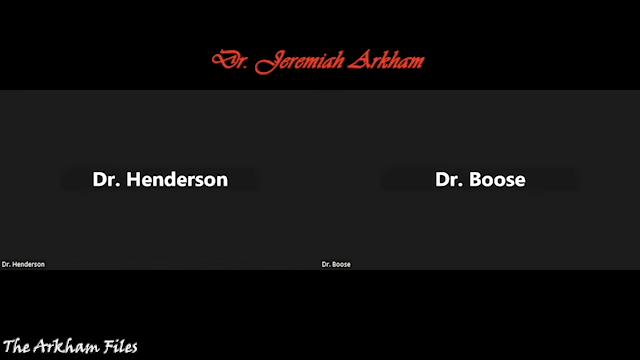 Dr. Jeremiah Arkham
Dr. Henderson
Dr. Boose
Dr. Henderson
Dr. Boose
The Arkham Files